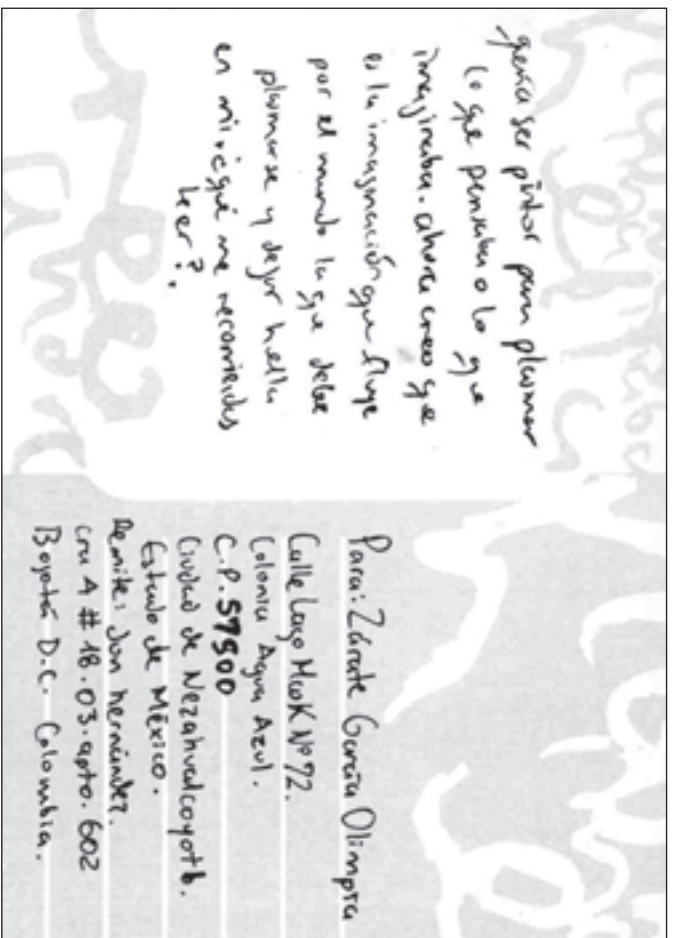 quería ser pintor para plasmar
lo que pensaba o lo que
imaginaba. ahora creo que
es la imaginación que fluye
por el mundo la que debe
plasmarse y dejar huella
en mi. ¿qué me recomiendas
leer?.
Para: Zárate García Olimpia
Calle Lago Nº 72.
Colonia Agua Azul.
C.P. 57500
Ciudad de Nezahualcoyotl.
Estado de México.
Remite: Jon hernández.
cra 4 # 18-03-apto. 602
Bogotá D.C. - Colombia.